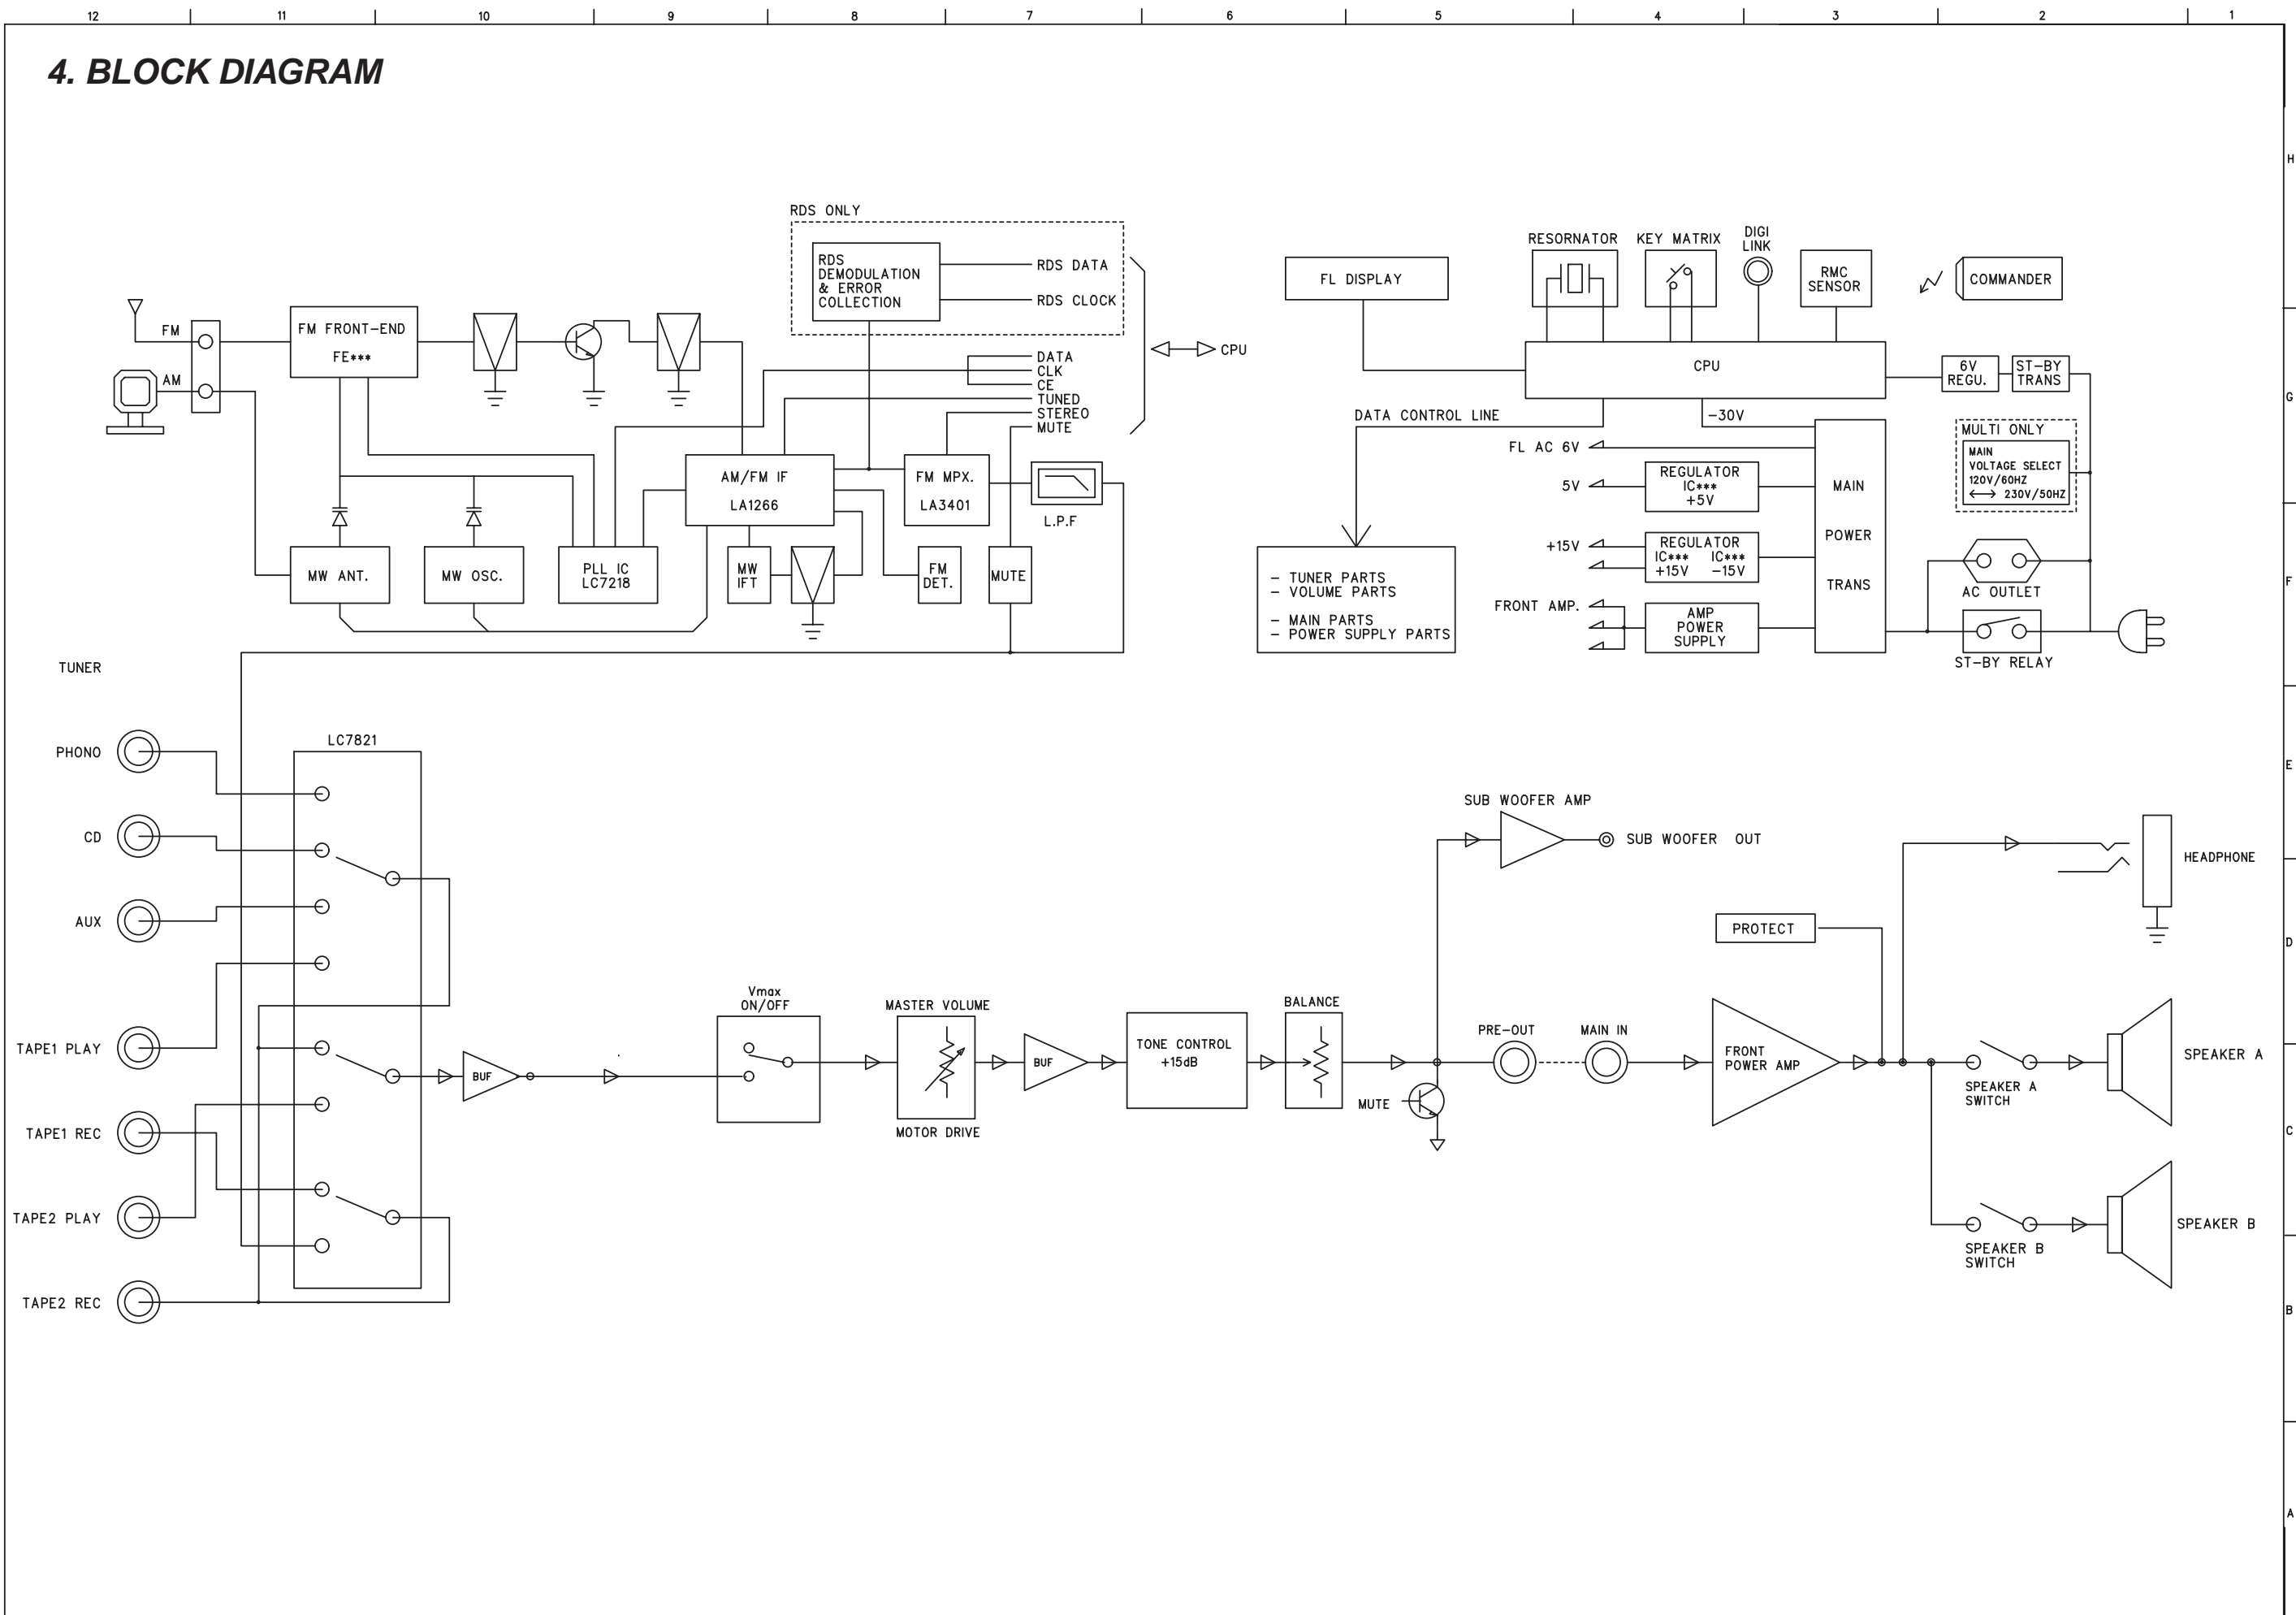 12 11 10 9 8 7 6 5 4 3 2 1
4. BLOCK DIAGRAM
H
G
F
E
D
C
B
A
RDS ONLY
RDS
DEMODULATION
& ERROR
COLLECTION
RDS DATA
RDS CLOCK
FM
AM
FM FRONT-END
FE***
DATA
CLK
CE
TUNED
STEREO
MUTE
CPU
AM/FM IF
LA1266
FM MPX.
LA3401
L.P.F
MW ANT.
MW OSC.
PLL IC
LC7218
MW
IFT
FM
DET.
MUTE
FL DISPLAY
RESORNATOR
KEY MATRIX
DIGI
LINK
RMC
SENSOR
COMMANDER
CPU
6V
REGU.
ST-BY
TRANS
DATA CONTROL LINE
-30V
FL AC 6V
5V
REGULATOR
IC***
+5V
+15V
REGULATOR
IC*** IC***
+15V -15V
FRONT AMP.
AMP
POWER
SUPPLY
MAIN
POWER
TRANS
MULTI ONLY
MAIN
VOLTAGE SELECT
120V/60HZ
230V/50HZ
AC OUTLET
ST-BY RELAY
- TUNER PARTS
- VOLUME PARTS
- MAIN PARTS
- POWER SUPPLY PARTS
TUNER
PHONO
CD
AUX
TAPE1 PLAY
TAPE1 REC
TAPE2 PLAY
TAPE2 REC
LC7821
BUF
Vmax
ON/OFF
MASTER VOLUME
MOTOR DRIVE
BUF
TONE CONTROL
+15dB
BALANCE
MUTE
SUB WOOFER AMP
SUB WOOFER OUT
PRE-OUT
MAIN IN
PROTECT
FRONT
POWER AMP
HEADPHONE
SPEAKER A
SWITCH
SPEAKER A
SPEAKER B
SWITCH
SPEAKER B